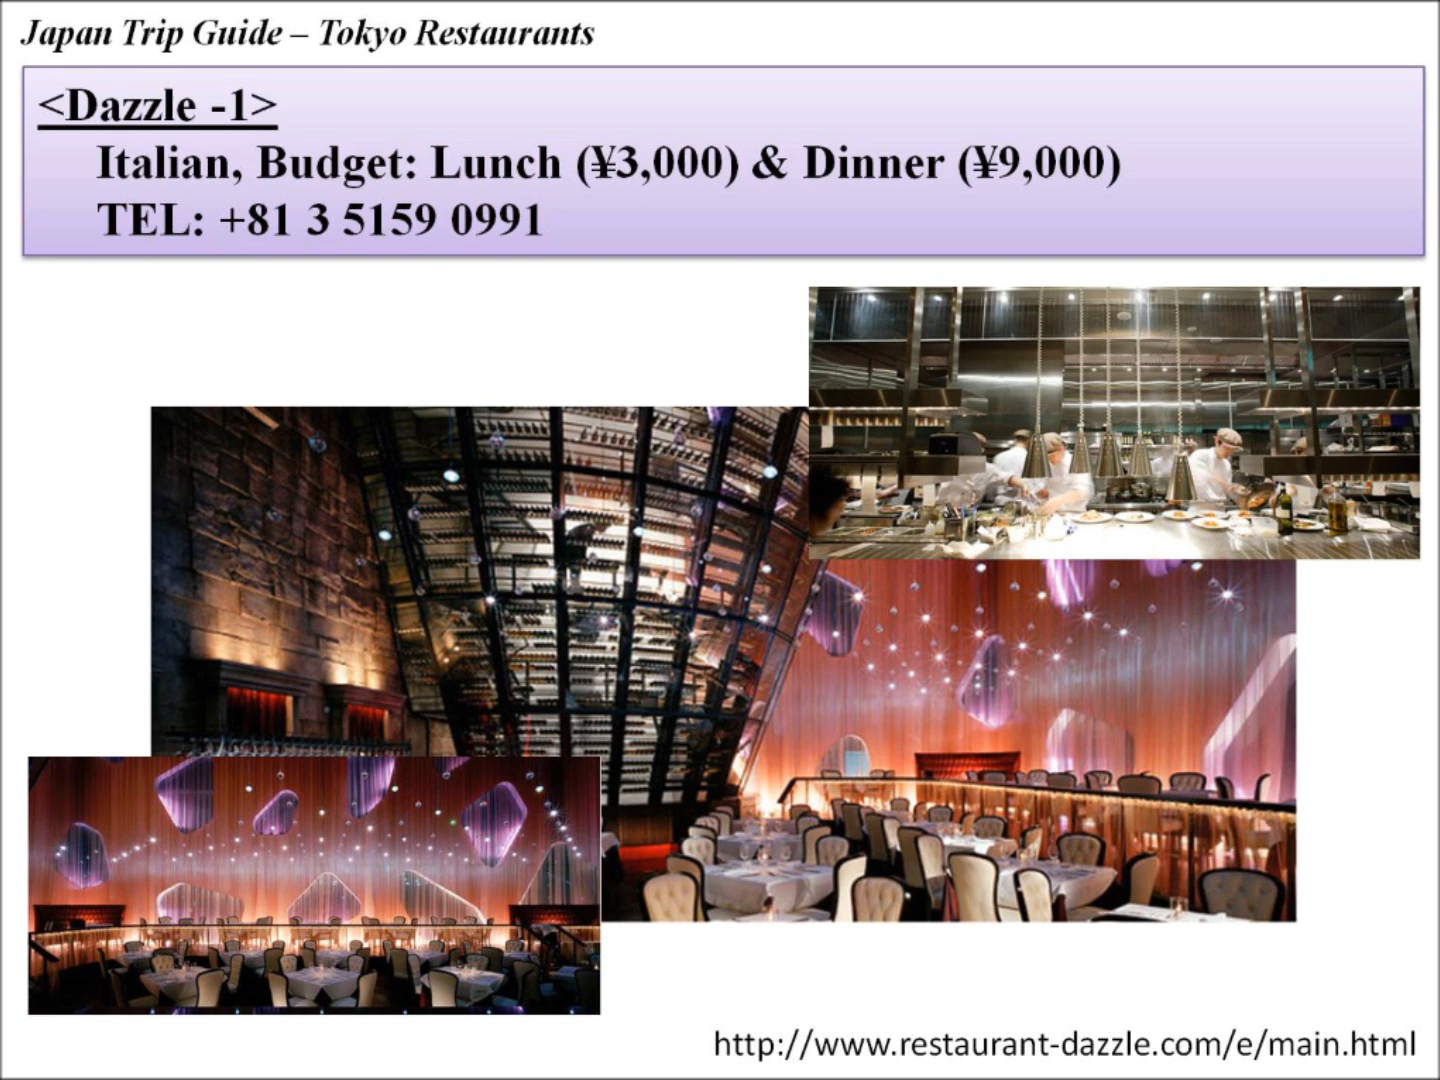 Japan Trip Guide – Tokyo Restaurants
<Dazzle -1>
Italian, Budget: Lunch (¥3,000) & Dinner (¥9,000)
TEL: +81 3 5159 0991
http://www.restaurant-dazzle.com/e/main.html